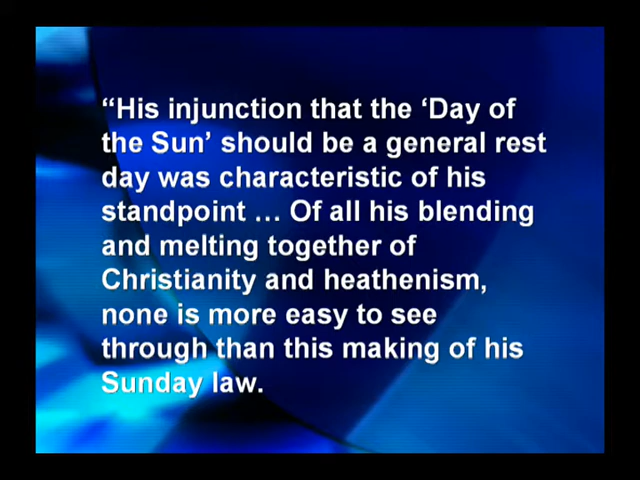 “His injunction that the ‘Day of
the Sun’ should be a general rest
day was characteristic of his
standpoint ... Of all his blending
and melting together of
Christianity and heathenism,
none is more easy to see
through than this making of his
Sunday law.